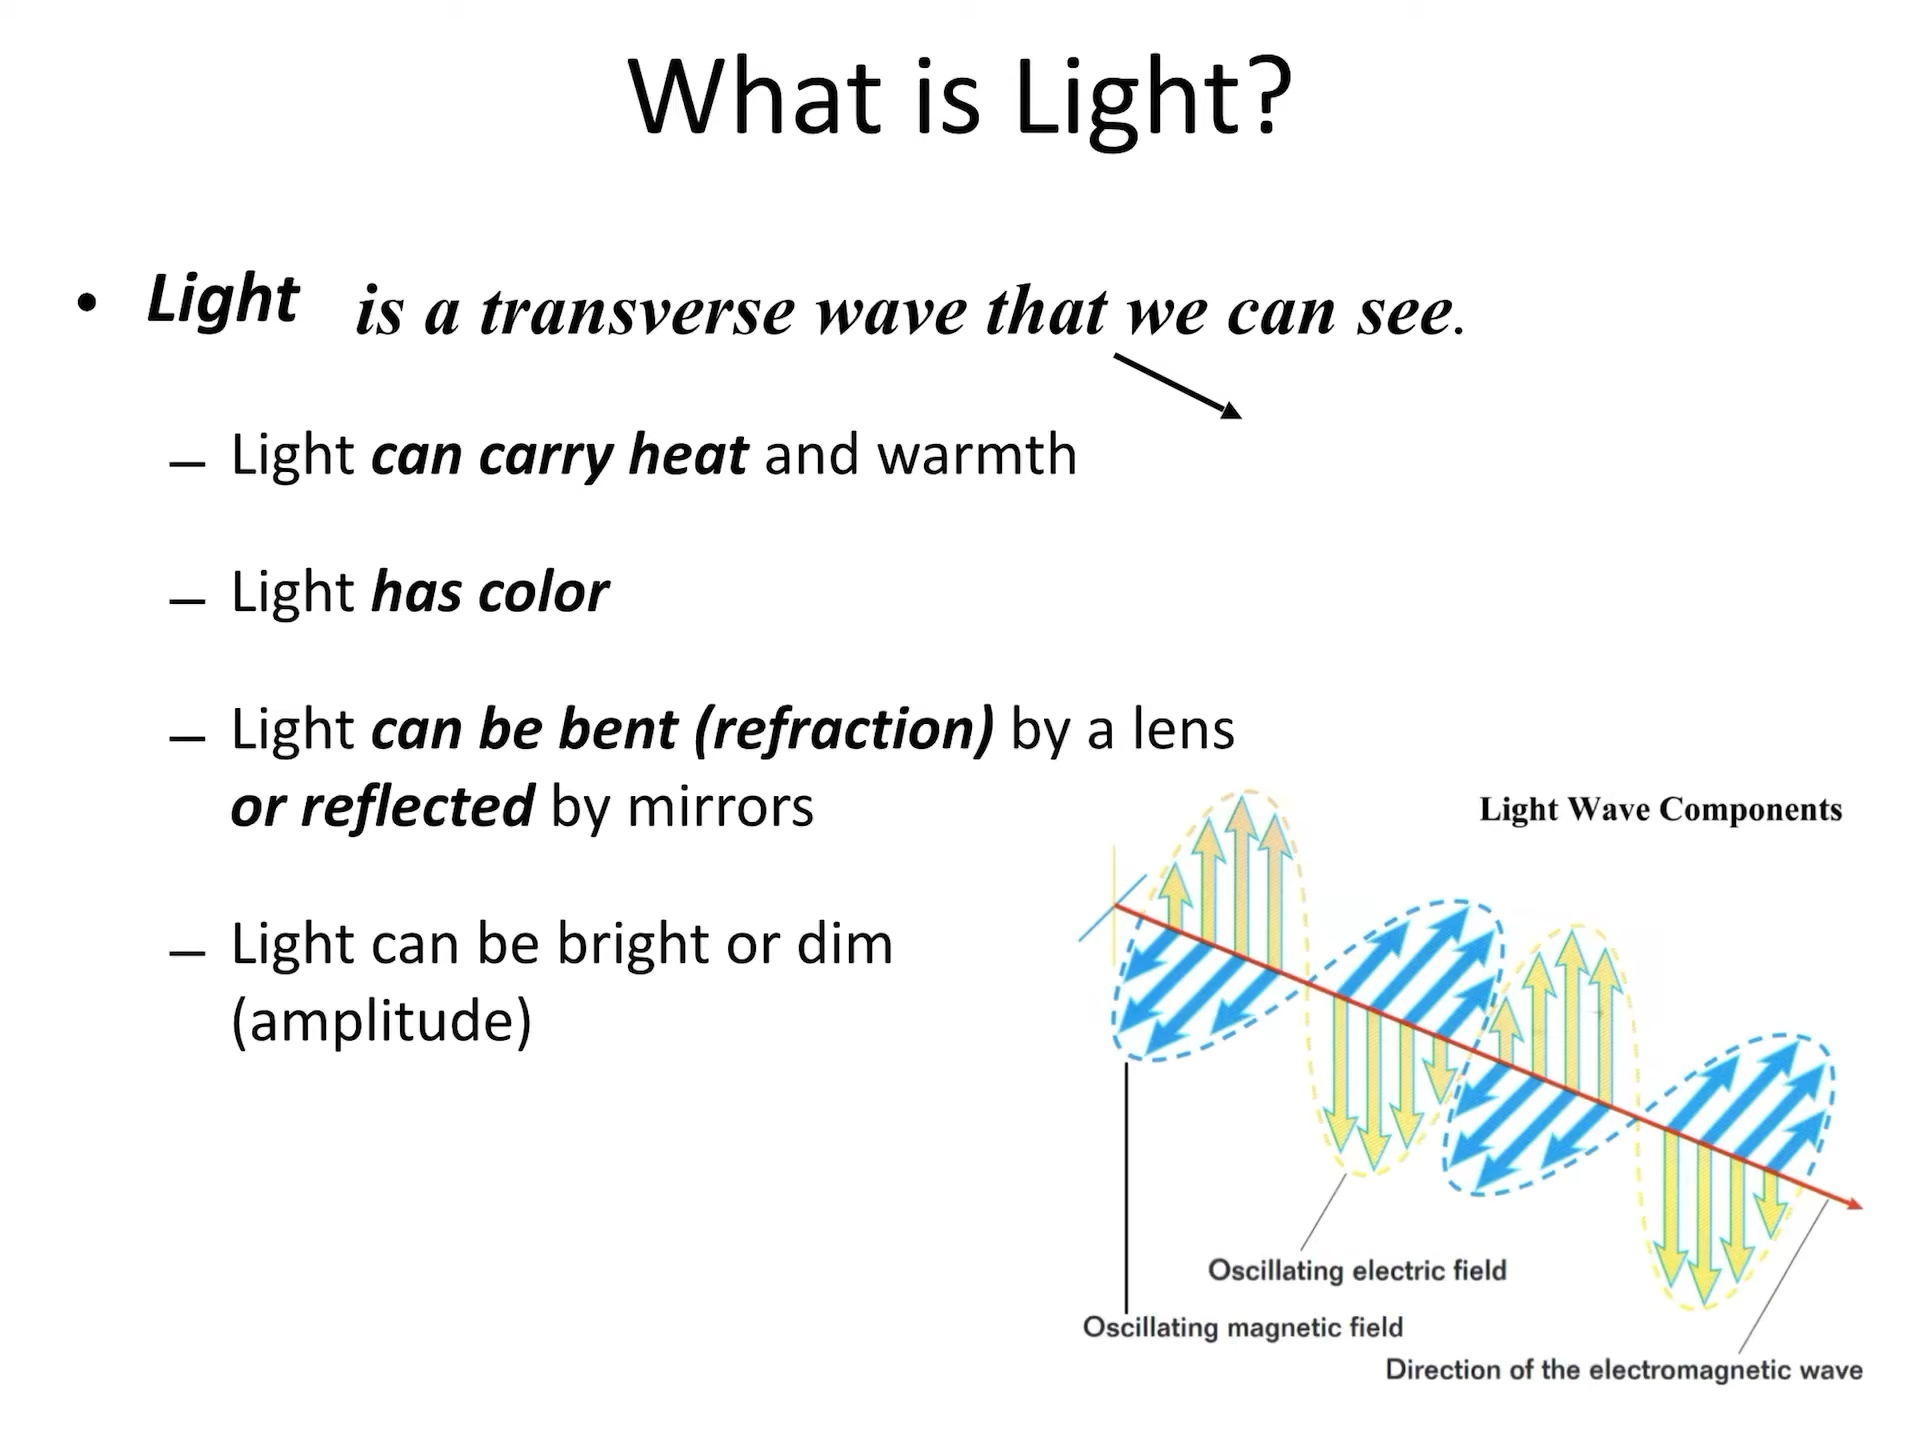 What is Light?
• Light is a transverse wave that we can see.
– Light can carry heat and warmth
– Light has color
– Light can be bent (refraction) by a lens
or reflected by mirrors
– Light can be bright or dim
(amplitude)
Light Wave Components
Oscillating electric field
Oscillating magnetic field
Direction of the electromagnetic wave